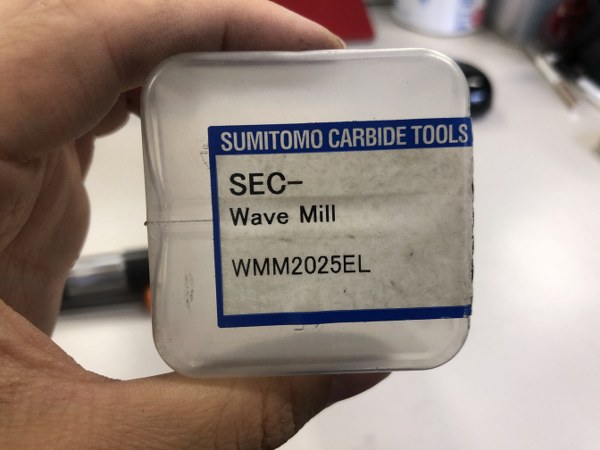 SUMITOMO CARBIDE TOOLS
SEC-
Wave Mill
WMM2025EL